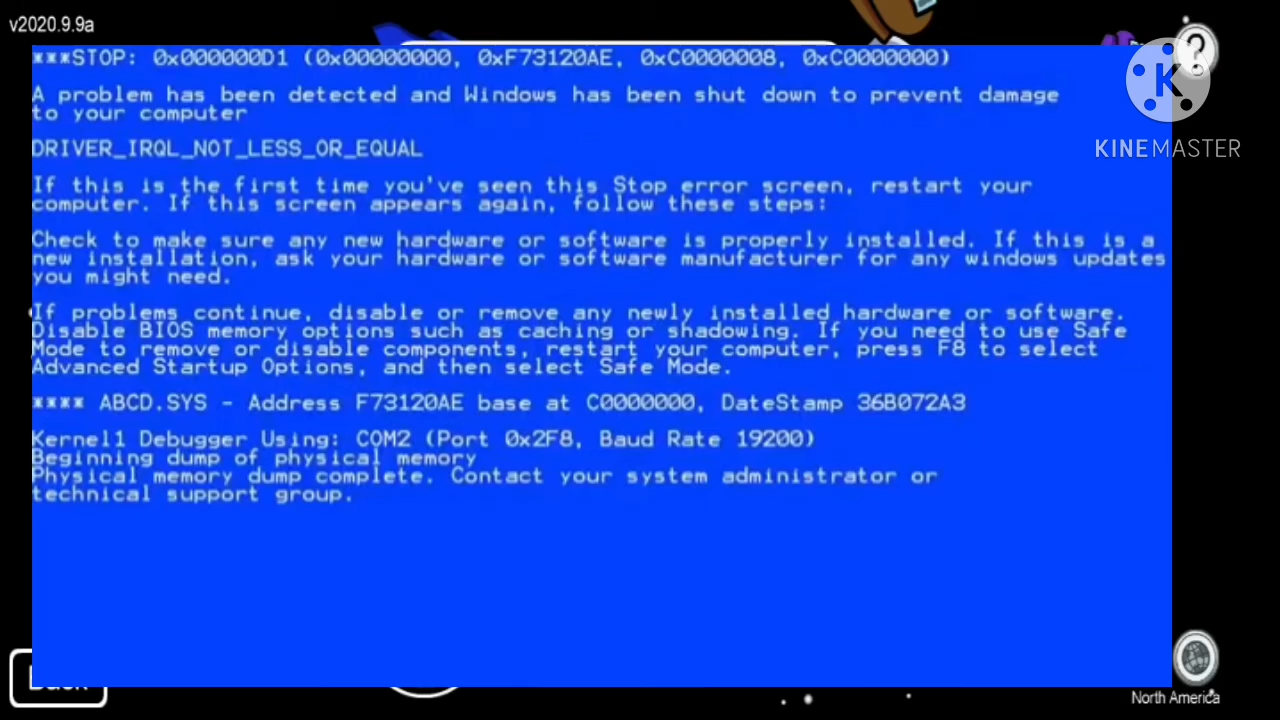 v2020.9.9a
***STOP: 0x000000D1 (0x00000000, 0xF73120AE, 0xC0000008, 0xC0000000)
A problem has been detected and Windows has been shut down to prevent damage
to your computer
DRIVER_IRQL_NOT_LESS_OR_EQUAL
If this is the first time you've seen this Stop error screen, restart your
computer. If this screen appears again, follow these steps:
Check to make sure any new hardware or software is properly installed. If this is a
new installation, ask your hardware or software manufacturer for any windows updates
you might need.
If problems continue, disable or remove any newly installed hardware or software.
Disable BIOS memory options such as caching or shadowing. If you need to use Safe
Mode to remove or disable components, restart your computer, press F8 to select
Advanced Startup Options, and then select Safe Mode.
**** ABCD.SYS - Address F73120AE base at C0000000, DateStamp 36B072A3
Kernel1 Debugger Using: COM2 (Port 0x2F8, Baud Rate 19200)
Beginning dump of physical memory
Physical memory dump complete. Contact your system administrator or
technical support group.
?
K
KINEMASTER
North America